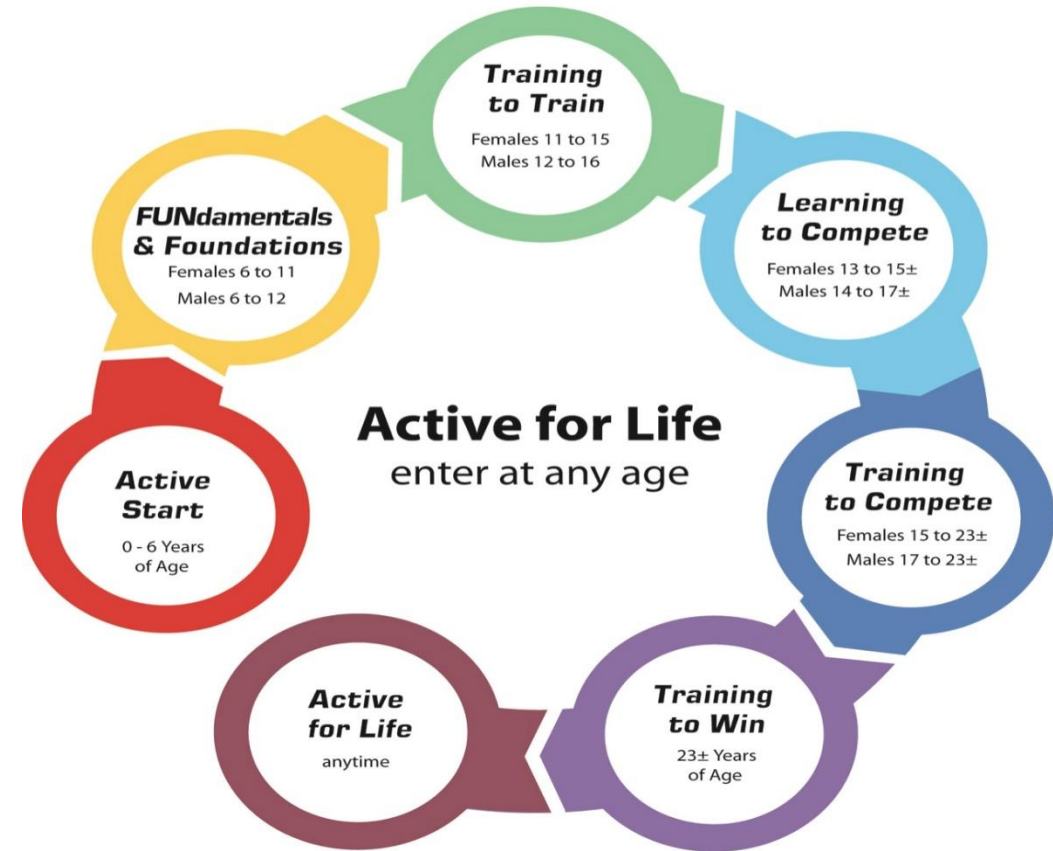 Active
Start
0 - 6 Years
of Age
FUNdamentals
& Foundations
Females 6 to 11
Males 6 to 12
Training
to Train
Females 11 to 15
Males 12 to 16
Learning
to Compete
Females 13 to 15±
Males 14 to 17±
Training
to Compete
Females 15 to 23±
Males 17 to 23±
Training
to Win
23± Years
of Age
Active
for Life
anytime
Active for Life
enter at any age